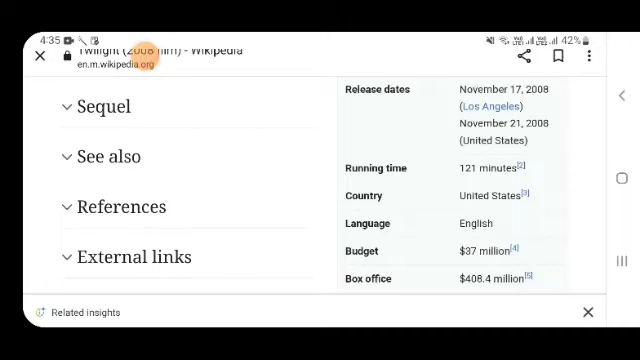 4:35 42%
Twilight (2008 film) - Wikipedia
en.m.wikipedia.org
Sequel
See also
References
External links
Release dates November 17, 2008
(Los Angeles)
November 21, 2008
(United States)
Running time 121 minutes[2]
Country United States[3]
Language English
Budget $37 million[4]
Box office $408.4 million[5]
Related insights